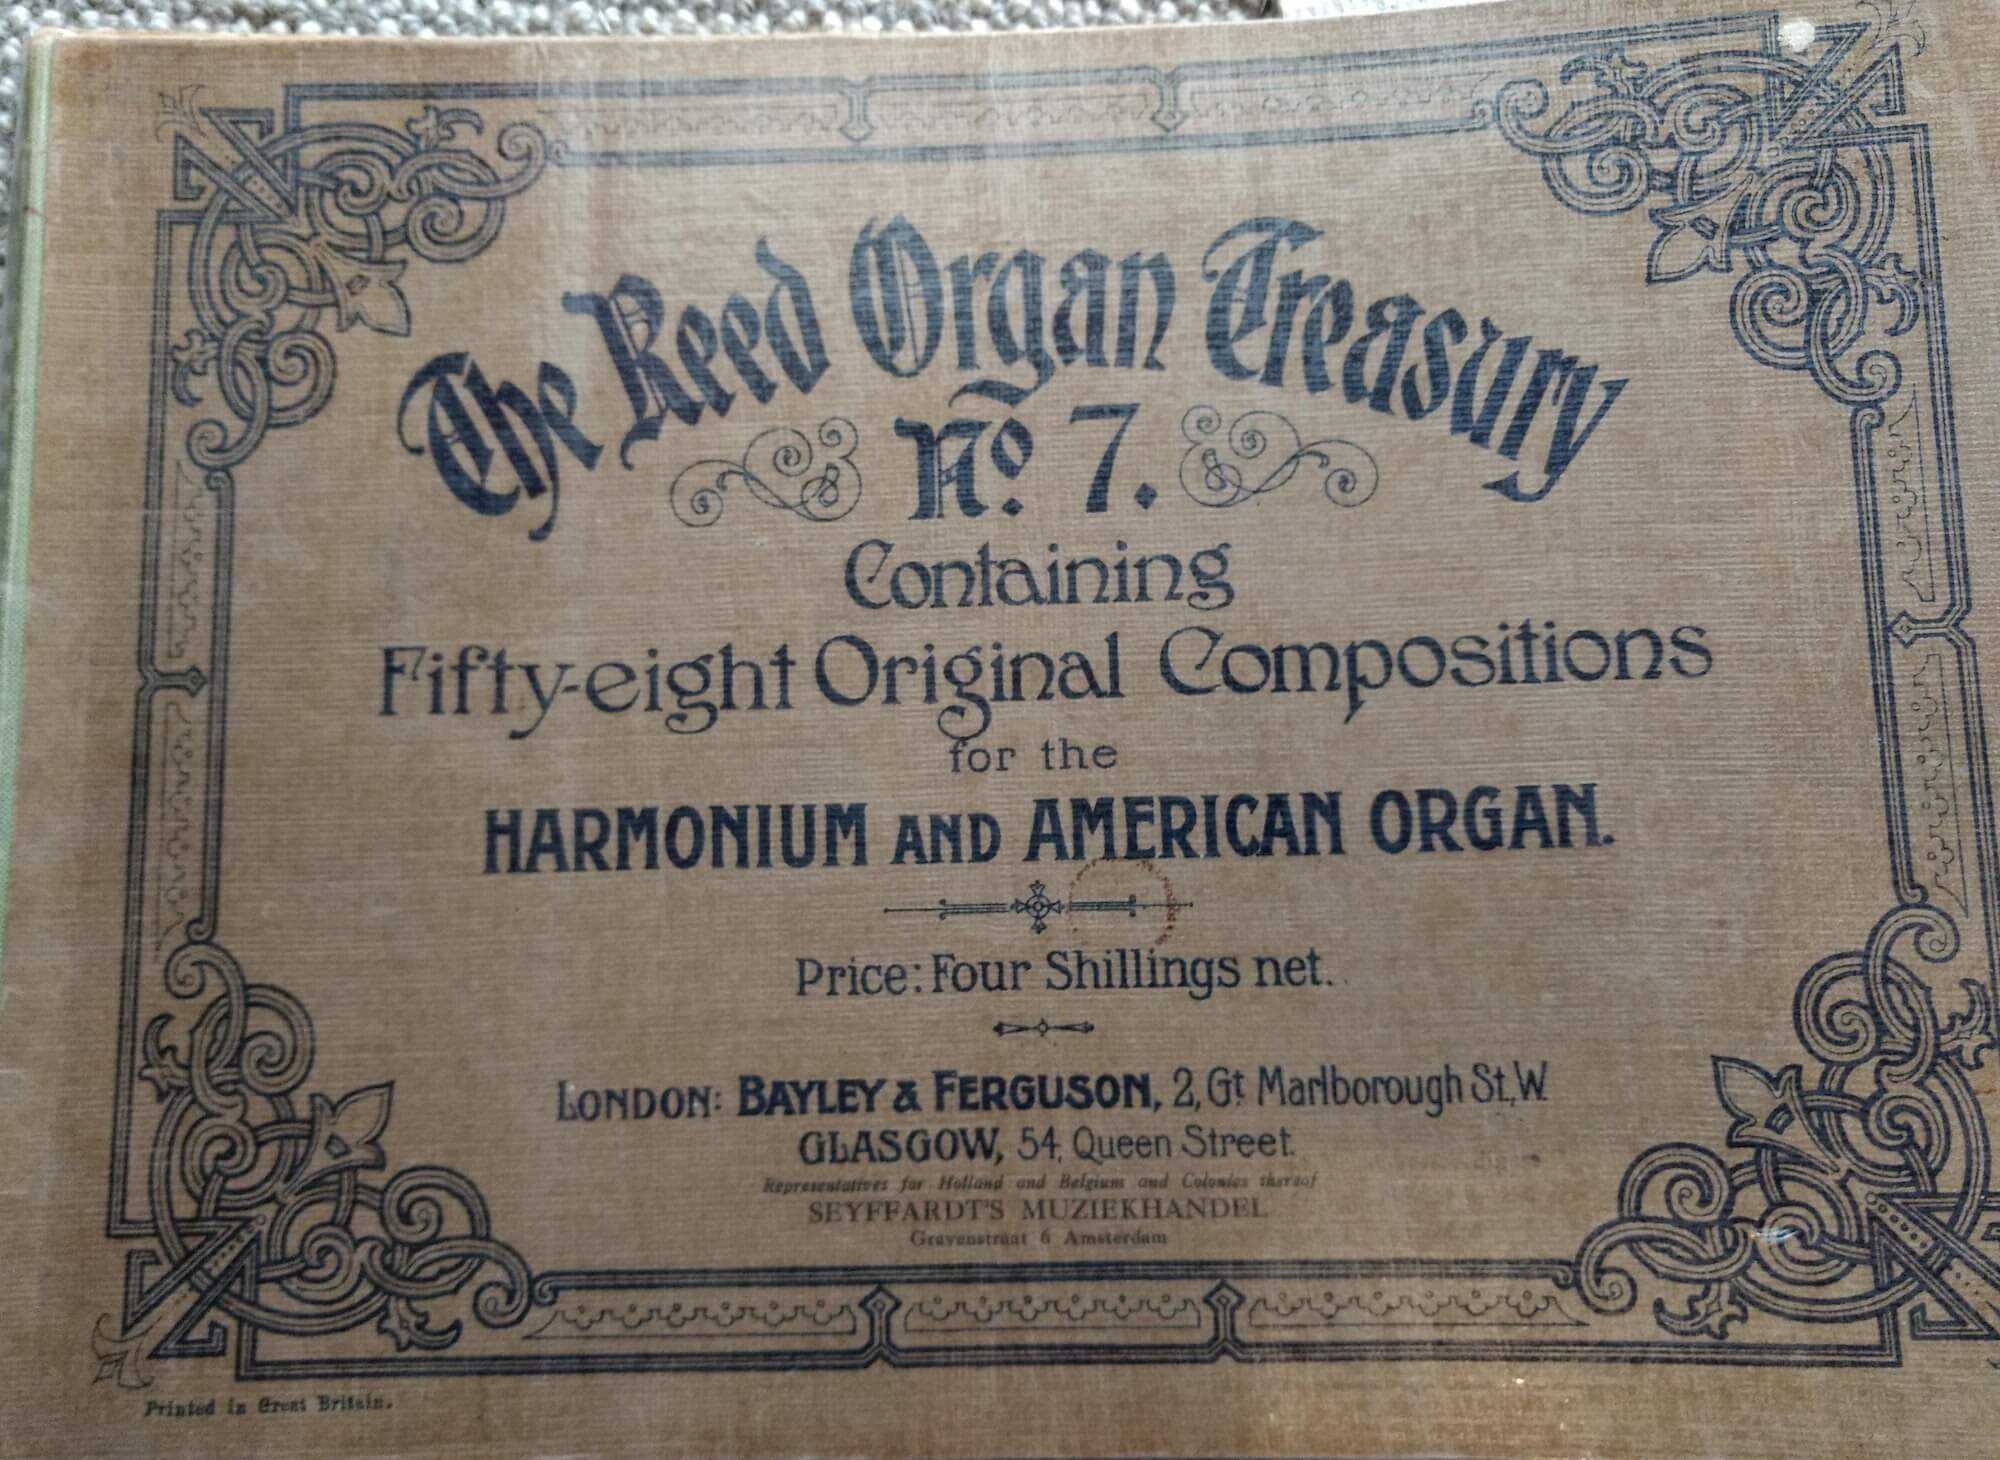 The Reed Organ Treasury
No. 7.
Containing
Fifty-eight Original Compositions
for the
HARMONIUM AND AMERICAN ORGAN.
Price: Four Shillings net.
LONDON: BAYLEY & FERGUSON, 2, Gt Marlborough St., W.
GLASGOW, 54, Queen Street.
Representatives for Holland and Belgium and Colonies thereof
SEYFFARDT'S MUZIEKHANDEL
Gravenstraat 6 Amsterdam
Printed in Great Britain.